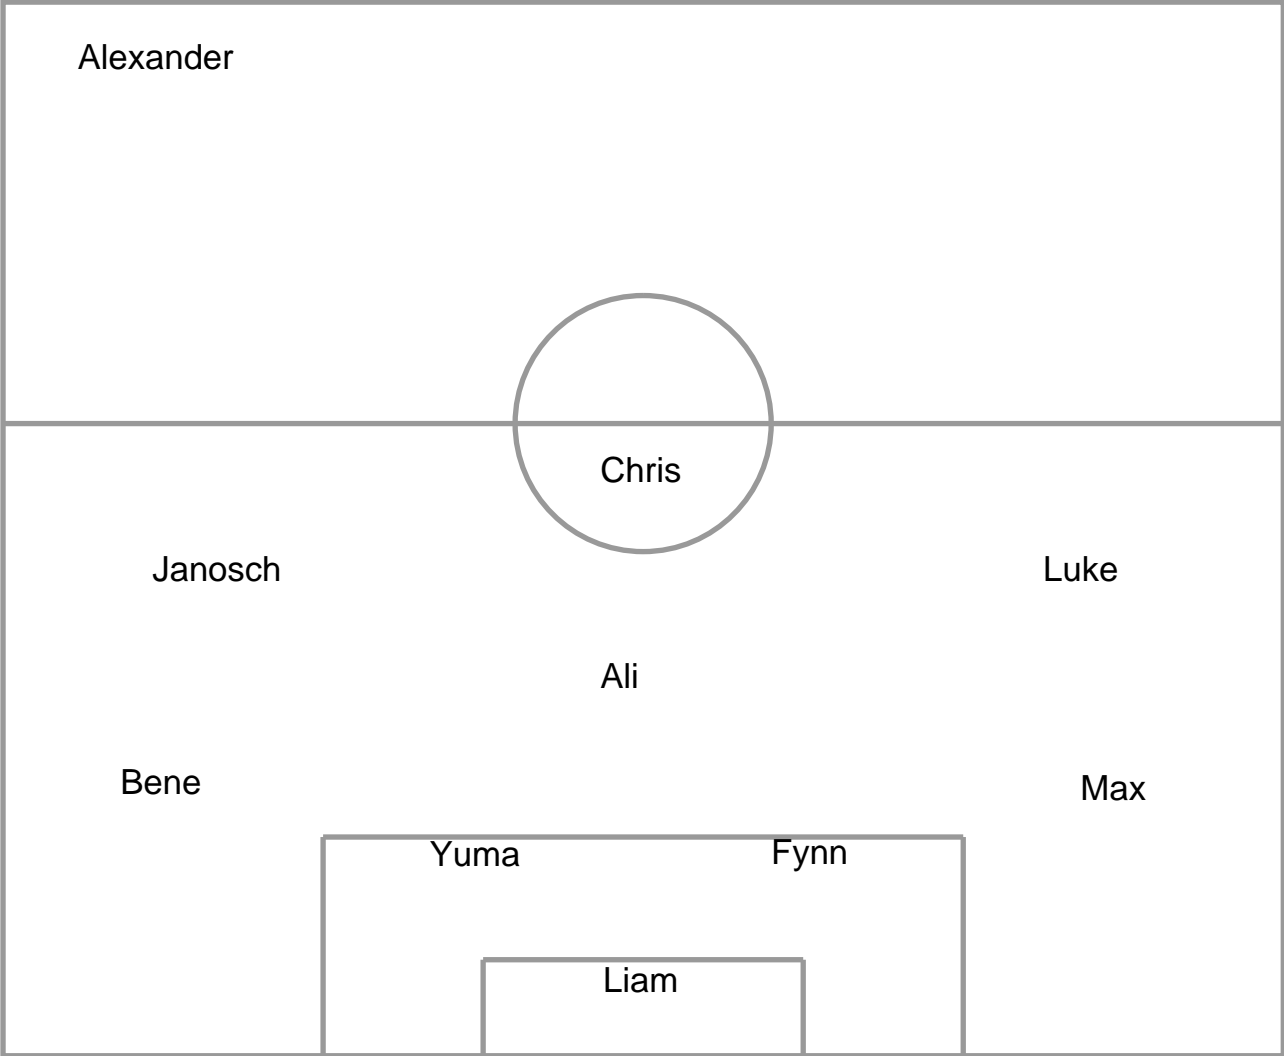 Alexander
Chris
Janosch
Luke
Ali
Bene
Max
Yuma
Fynn
Liam